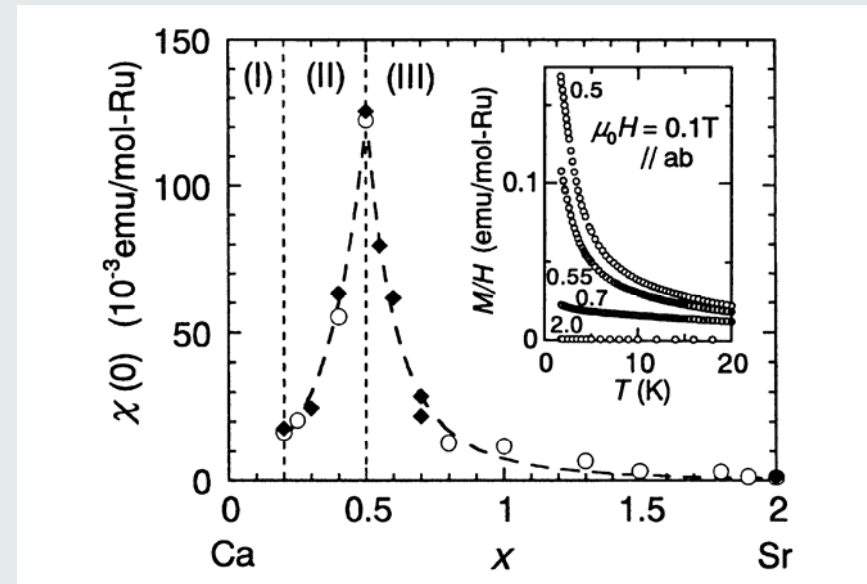 150
100
50
0
χ(0) (10⁻³emu/mol-Ru)
(I) (II) (III)
0 0.5 1 1.5 2
Ca x Sr
0.5
μ₀H = 0.1T
// ab
0.1
0
M/H (emu/mol-Ru)
0.55
0.7
2.0
0 10 20
T (K)